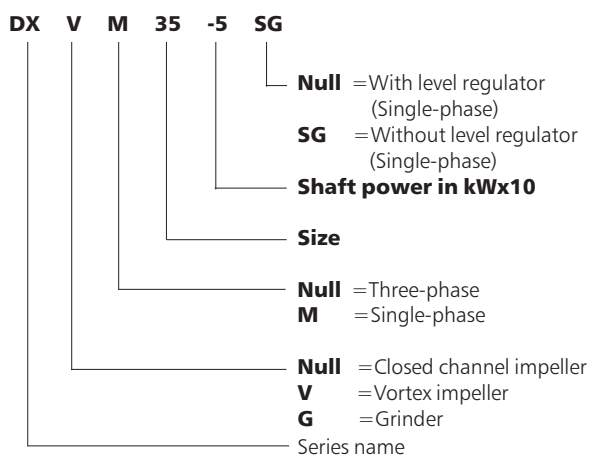 DX V M 35 -5 SG
Null =With level regulator
(Single-phase)
SG =Without level regulator
(Single-phase)
Shaft power in kWx10
Size
Null =Three-phase
M =Single-phase
Null =Closed channel impeller
V =Vortex impeller
G =Grinder
Series name